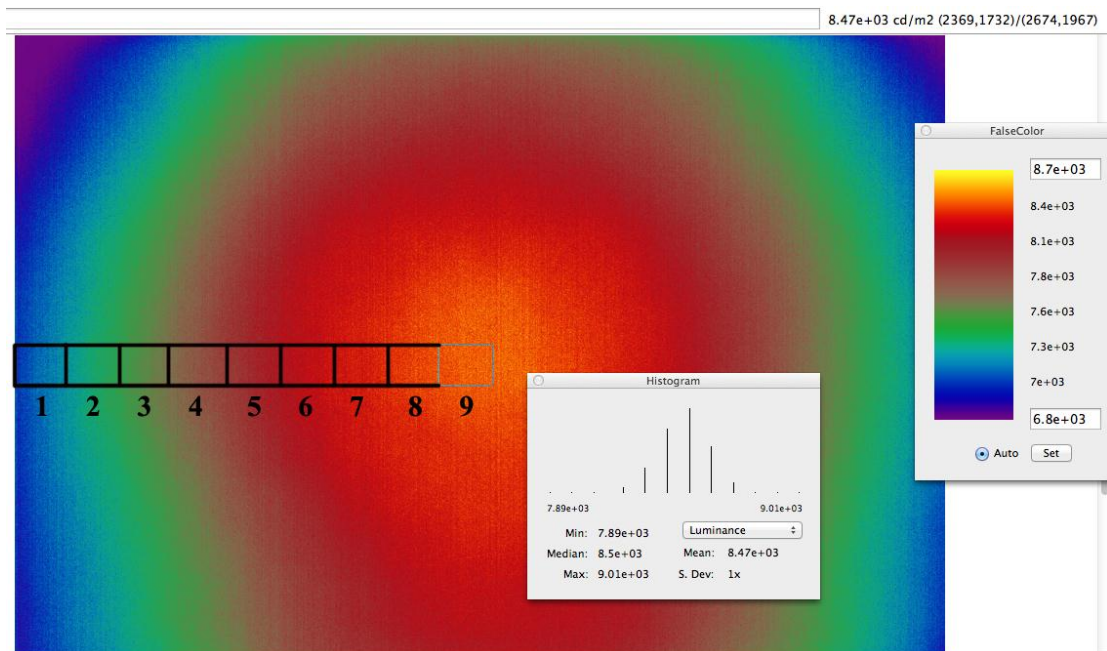 8.47e+03 cd/m2 (2369,1732)/(2674,1967)
FalseColor
8.7e+03
8.4e+03
8.1e+03
7.8e+03
7.6e+03
7.3e+03
7e+03
6.8e+03
Auto Set
1 2 3 4 5 6 7 8 9
Histogram
7.89e+03 9.01e+03
Min: 7.89e+03 Luminance
Median: 8.5e+03 Mean: 8.47e+03
Max: 9.01e+03 S. Dev: 1x